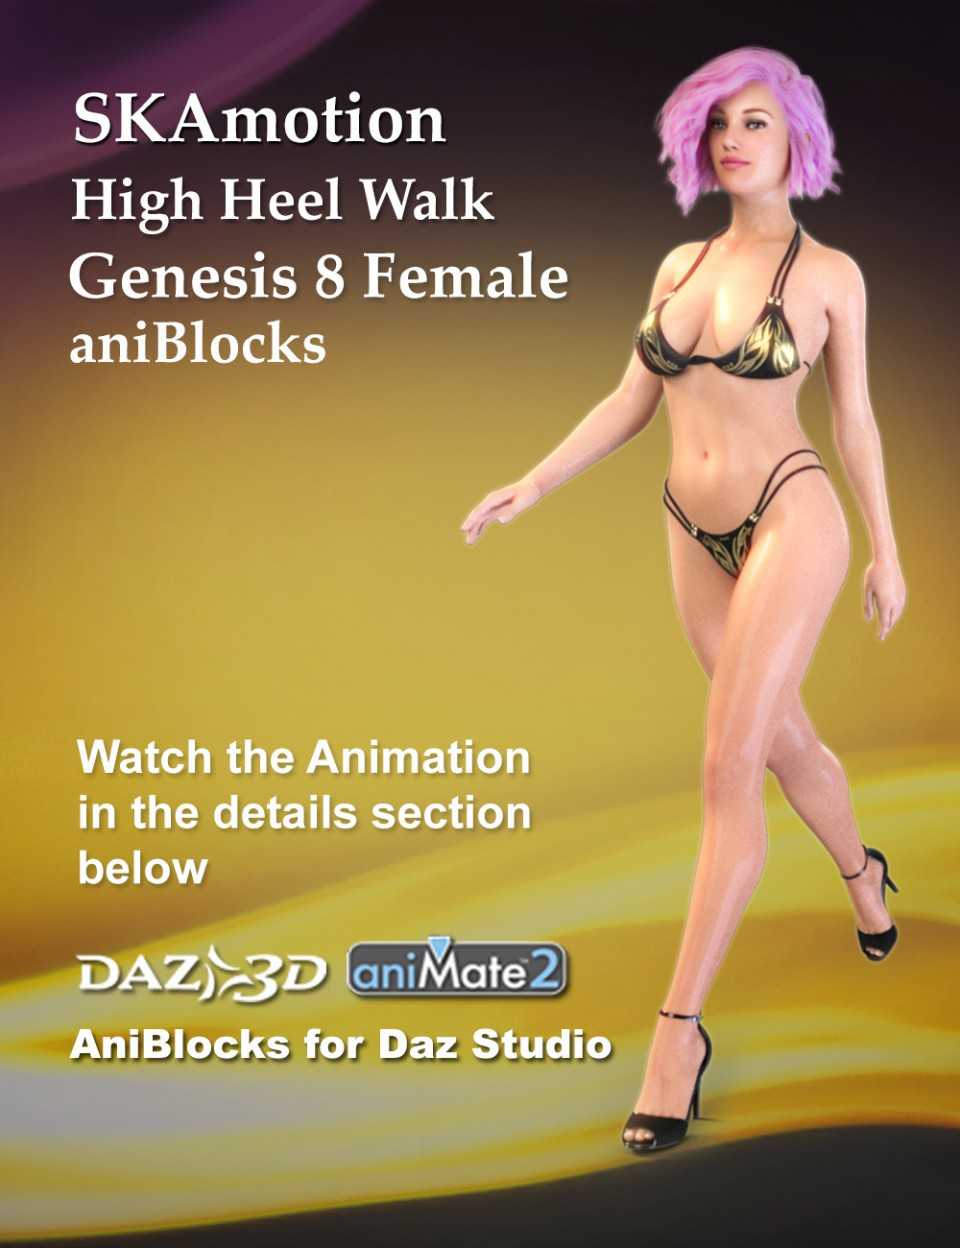 SKAmotion
High Heel Walk
Genesis 8 Female
aniBlocks
Watch the Animation
in the details section
below
DAZ 3D aniMate™2
AniBlocks for Daz Studio